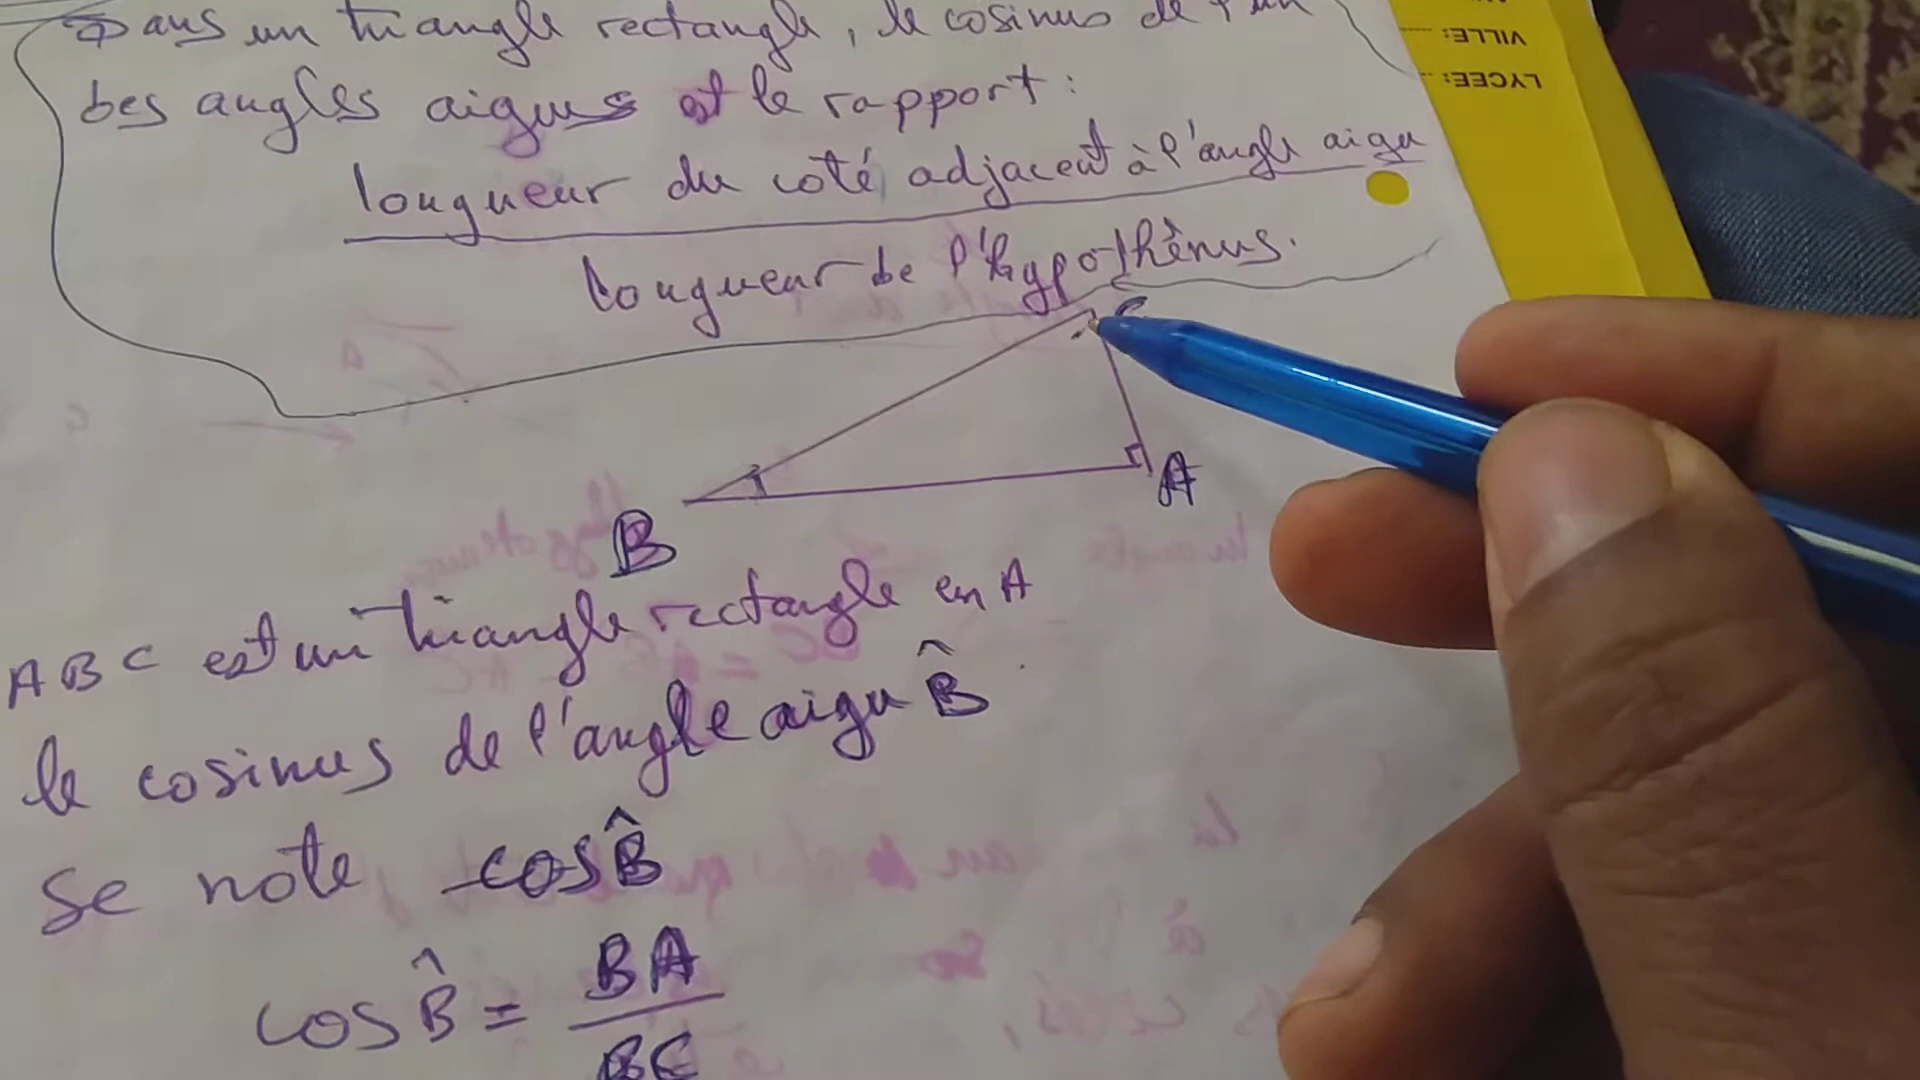 Dans un triangle rectangle, le cosinus de l'un
des angles aigus est le rapport:
longueur du coté adjacent à l'angle aigu
longueur de l'hypothênus.
C
A
B
ABC est un triangle rectangle en A
le cosinus de l'angle aigu B̂
se note cos B̂
cos B̂ = BA
BC
VILLE:
LYCEE: